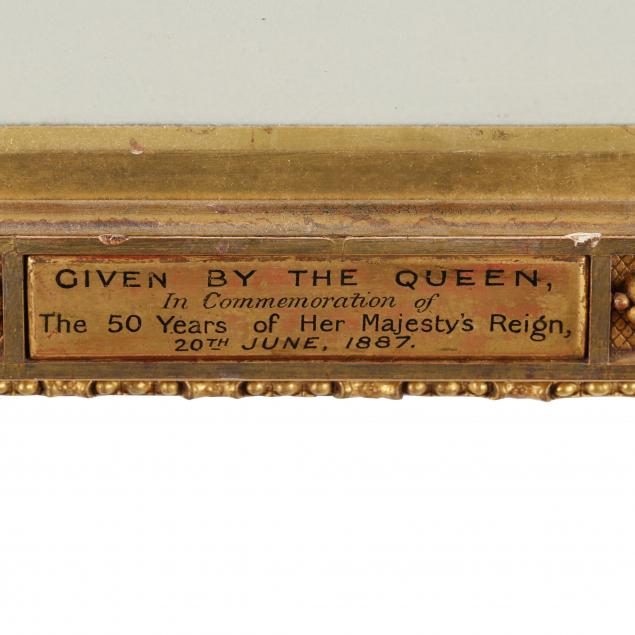 GIVEN BY THE QUEEN,
In Commemoration of
The 50 Years of Her Majesty's Reign,
20TH JUNE, 1887.